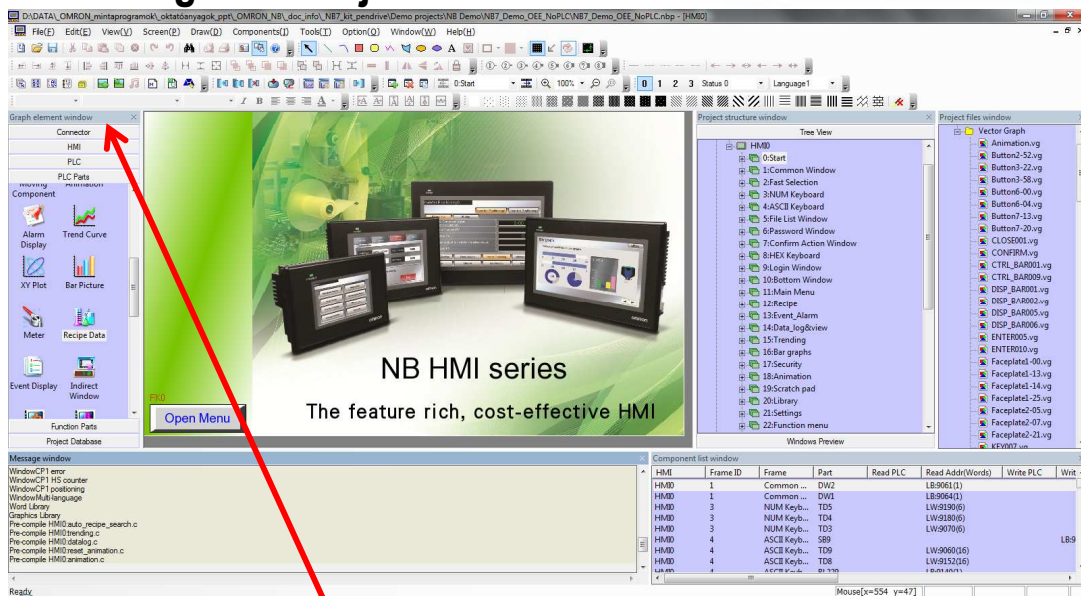 D:\DATA\_OMRON_mintaprogramok\_oktatóanyagok_ppt\_OMRON_NB\_doc_info\_NB7_kit_pendrive\Demo projects\NB Demo\NB7_Demo_OEE_NoPLC\NB7_Demo_OEE_NoPLC.nbp - [HMI0]
File(F) Edit(E) View(V) Screen(P) Draw(D) Components(J) Tools(T) Option(O) Window(W) Help(H)
0:Start 100% 0 1 2 3 Status 0 Language1
Graph element window
Connector
HMI
PLC
PLC Parts
Moving Component
Animation
Alarm Display
Trend Curve
XY Plot
Bar Picture
Meter
Recipe Data
Event Display
Indirect Window
Function Parts
Project Database
NB HMI series
The feature rich, cost-effective HMI
FK0
Open Menu
Project structure window
Tree View
HMI0
0:Start
1:Common Window
2:Fast Selection
3:NUM Keyboard
4:ASCII Keyboard
5:File List Window
6:Password Window
7:Confirm Action Window
8:HEX Keyboard
9:Login Window
10:Bottom Window
11:Main Menu
12:Recipe
13:Event_Alarm
14:Data_log&view
15:Trending
16:Bar graphs
17:Security
18:Animation
19:Scratch pad
20:Library
21:Settings
22:Function menu
Windows Preview
Project files window
Vector Graph
Animation.vg
Button2-52.vg
Button3-22.vg
Button3-58.vg
Button6-00.vg
Button6-04.vg
Button7-13.vg
Button7-20.vg
CLOSE001.vg
CONFIRM.vg
CTRL_BAR001.vg
CTRL_BAR009.vg
DISP_BAR001.vg
DISP_BAR002.vg
DISP_BAR005.vg
DISP_BAR006.vg
ENTER005.vg
ENTER010.vg
Faceplate1-00.vg
Faceplate1-13.vg
Faceplate1-14.vg
Faceplate1-25.vg
Faceplate2-05.vg
Faceplate2-07.vg
Faceplate2-21.vg
KEY007.vg
Message window
WindowCP1 error
WindowCP1 HS counter
WindowCP1 positioning
WindowMulti-language
Word Library
Graphics Library
Pre-compile HMI0:auto_recipe_search.c
Pre-compile HMI0:trending.c
Pre-compile HMI0:datalog.c
Pre-compile HMI0:reset_animation.c
Pre-compile HMI0:animation.c
Component list window
HMI Frame ID Frame Part Read PLC Read Addr(Words) Write PLC Writ
HMI0 1 Common ... DW2 LB:9061(1)
HMI0 1 Common ... DW1 LB:9064(1)
HMI0 3 NUM Keyb... TD5 LW:9190(6)
HMI0 3 NUM Keyb... TD4 LW:9180(6)
HMI0 3 NUM Keyb... TD3 LW:9070(6)
HMI0 4 ASCII Keyb... SB9 LB:9
HMI0 4 ASCII Keyb... TD9 LW:9060(16)
HMI0 4 ASCII Keyb... TD8 LW:9152(16)
Ready
Mouse[x=554 y=47]